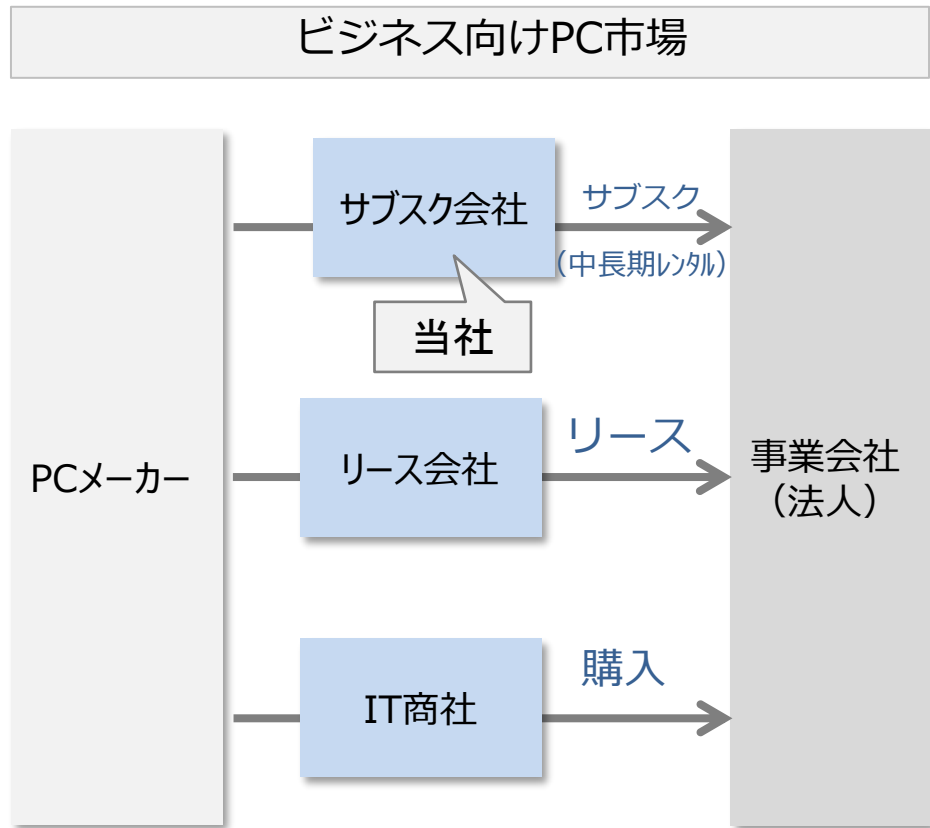 ビジネス向けPC市場
PCメーカー
サブスク会社
サブスク
（中長期ﾚﾝﾀﾙ）
当社
リース会社
リース
IT商社
購入
事業会社
（法人）